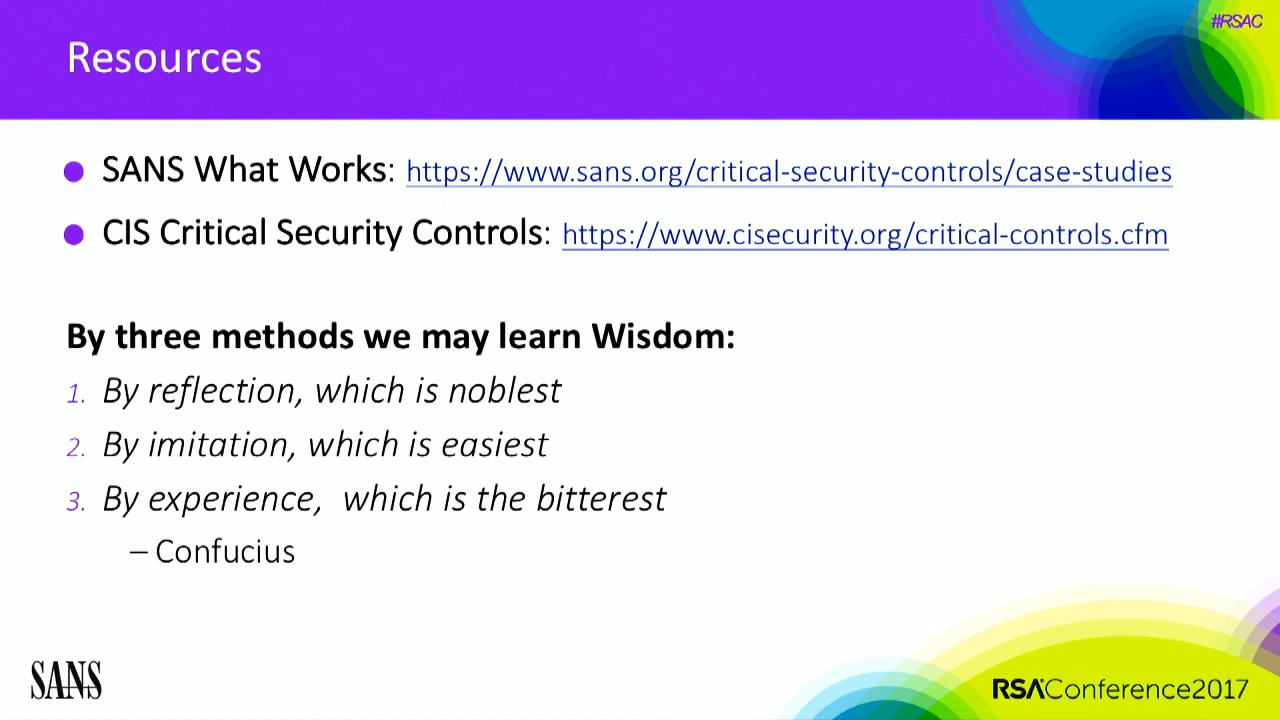 #RSAC
Resources
SANS What Works: https://www.sans.org/critical-security-controls/case-studies
CIS Critical Security Controls: https://www.cisecurity.org/critical-controls.cfm
By three methods we may learn Wisdom:
1. By reflection, which is noblest
2. By imitation, which is easiest
3. By experience,  which is the bitterest
– Confucius
SANS
RSAConference2017